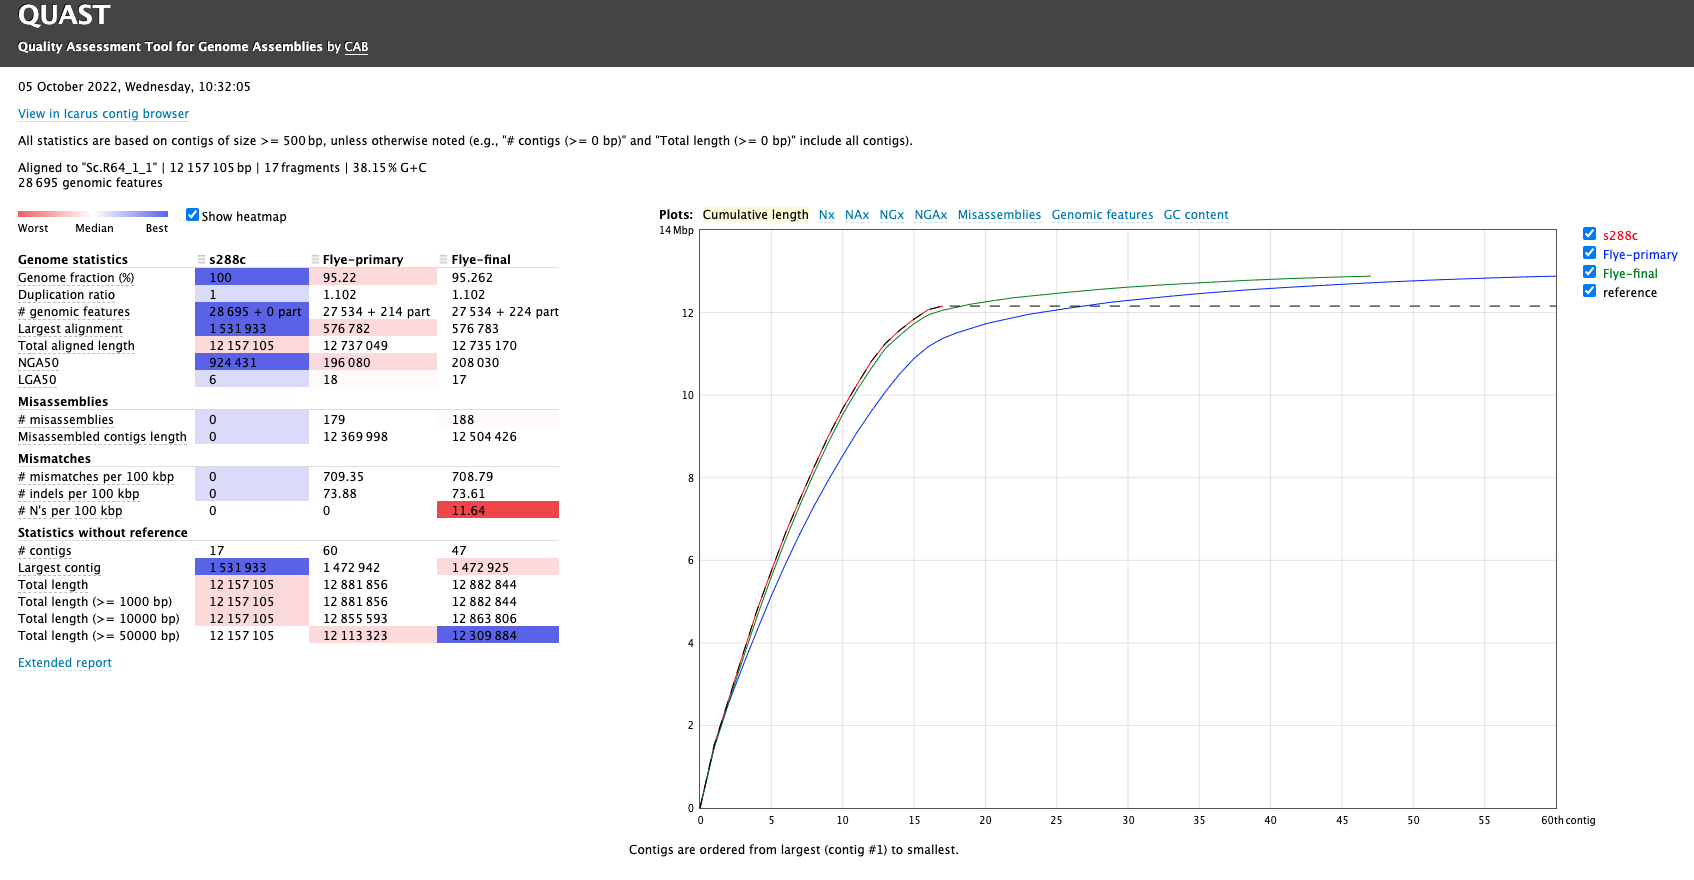 QUAST
Quality Assessment Tool for Genome Assemblies by CAB
05 October 2022, Wednesday, 10:32:05
View in Icarus contig browser
All statistics are based on contigs of size >= 500 bp, unless otherwise noted (e.g., "# contigs (>= 0 bp)" and "Total length (>= 0 bp)" include all contigs).
Aligned to "Sc.R64_1_1" | 12 157 105 bp | 17 fragments | 38.15 % G+C
28 695 genomic features
Worst Median Best
Show heatmap
Genome statistics s288c Flye-primary Flye-final
Genome fraction (%) 100 95.22 95.262
Duplication ratio 1 1.102 1.102
# genomic features 28 695 + 0 part 27 534 + 214 part 27 534 + 224 part
Largest alignment 1 531 933 576 782 576 783
Total aligned length 12 157 105 12 737 049 12 735 170
NGA50 924 431 196 080 208 030
LGA50 6 18 17
Misassemblies
# misassemblies 0 179 188
Misassembled contigs length 0 12 369 998 12 504 426
Mismatches
# mismatches per 100 kbp 0 709.35 708.79
# indels per 100 kbp 0 73.88 73.61
# N's per 100 kbp 0 0 11.64
Statistics without reference
# contigs 17 60 47
Largest contig 1 531 933 1 472 942 1 472 925
Total length 12 157 105 12 881 856 12 882 844
Total length (>= 1000 bp) 12 157 105 12 881 856 12 882 844
Total length (>= 10000 bp) 12 157 105 12 855 593 12 863 806
Total length (>= 50000 bp) 12 157 105 12 113 323 12 309 884
Extended report
Plots: Cumulative length Nx NAx NGx NGAx Misassemblies Genomic features GC content
14 Mbp
12
10
8
6
4
2
0
0 5 10 15 20 25 30 35 40 45 50 55 60th contig
Contigs are ordered from largest (contig #1) to smallest.
s288c
Flye-primary
Flye-final
reference